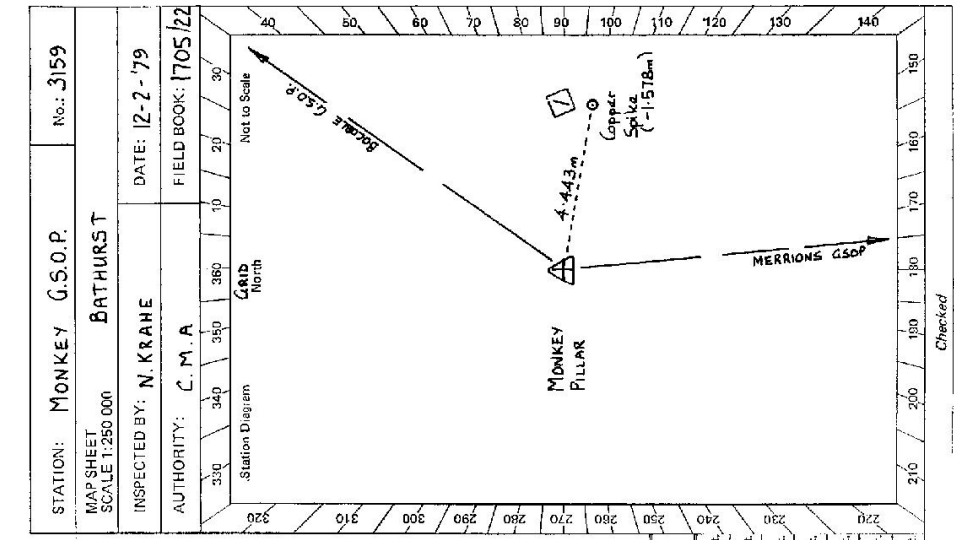 STATION: MONKEY G.S.O.P. No.: 3159
MAP SHEET
SCALE 1:250 000 BATHURST
INSPECTED BY: N. KRAHE DATE: 12-2-'79
AUTHORITY: C.M.A FIELD BOOK: 1705/22
330 340 350 360 10 20 30
Station Diagram
GRID
North
Not to Scale
40 50 60 70 80 90 100 110 120 130 140
150 160 170 180 190 200 210
220 230 240 250 260 270 280 290 300 310 320
BOCOBLE G.S.O.P.
4.443m
Copper
Spike
(-1.578m)
MONKEY
PILLAR
MERRIONS GSOP
Checked